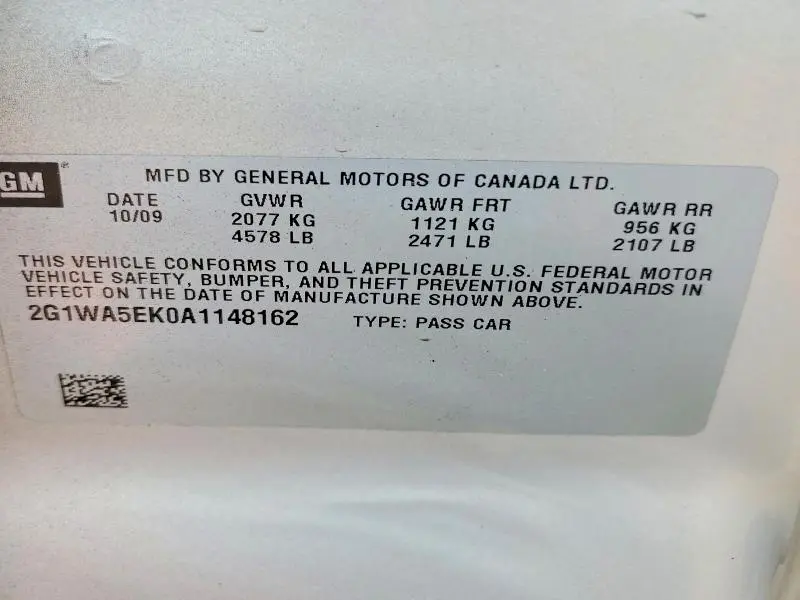 GM®
MFD BY GENERAL MOTORS OF CANADA LTD.
DATE GVWR GAWR FRT GAWR RR
10/09 2077 KG 1121 KG 956 KG
4578 LB 2471 LB 2107 LB
THIS VEHICLE CONFORMS TO ALL APPLICABLE U.S. FEDERAL MOTOR
VEHICLE SAFETY, BUMPER, AND THEFT PREVENTION STANDARDS IN
EFFECT ON THE DATE OF MANUFACTURE SHOWN ABOVE.
2G1WA5EK0A1148162 TYPE: PASS CAR